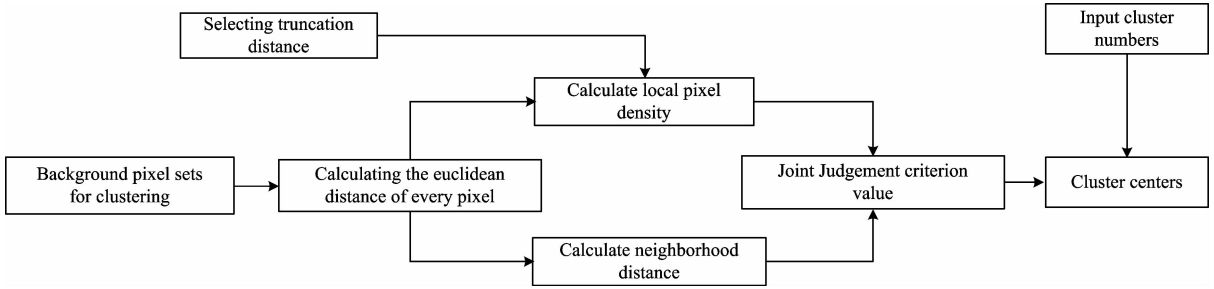 Selecting truncation
distance
Input cluster
numbers
Calculate local pixel
density
Background pixel sets
for clustering
Calculating the euclidean
distance of every pixel
Joint Judgement criterion
value
Cluster centers
Calculate neighborhood
distance